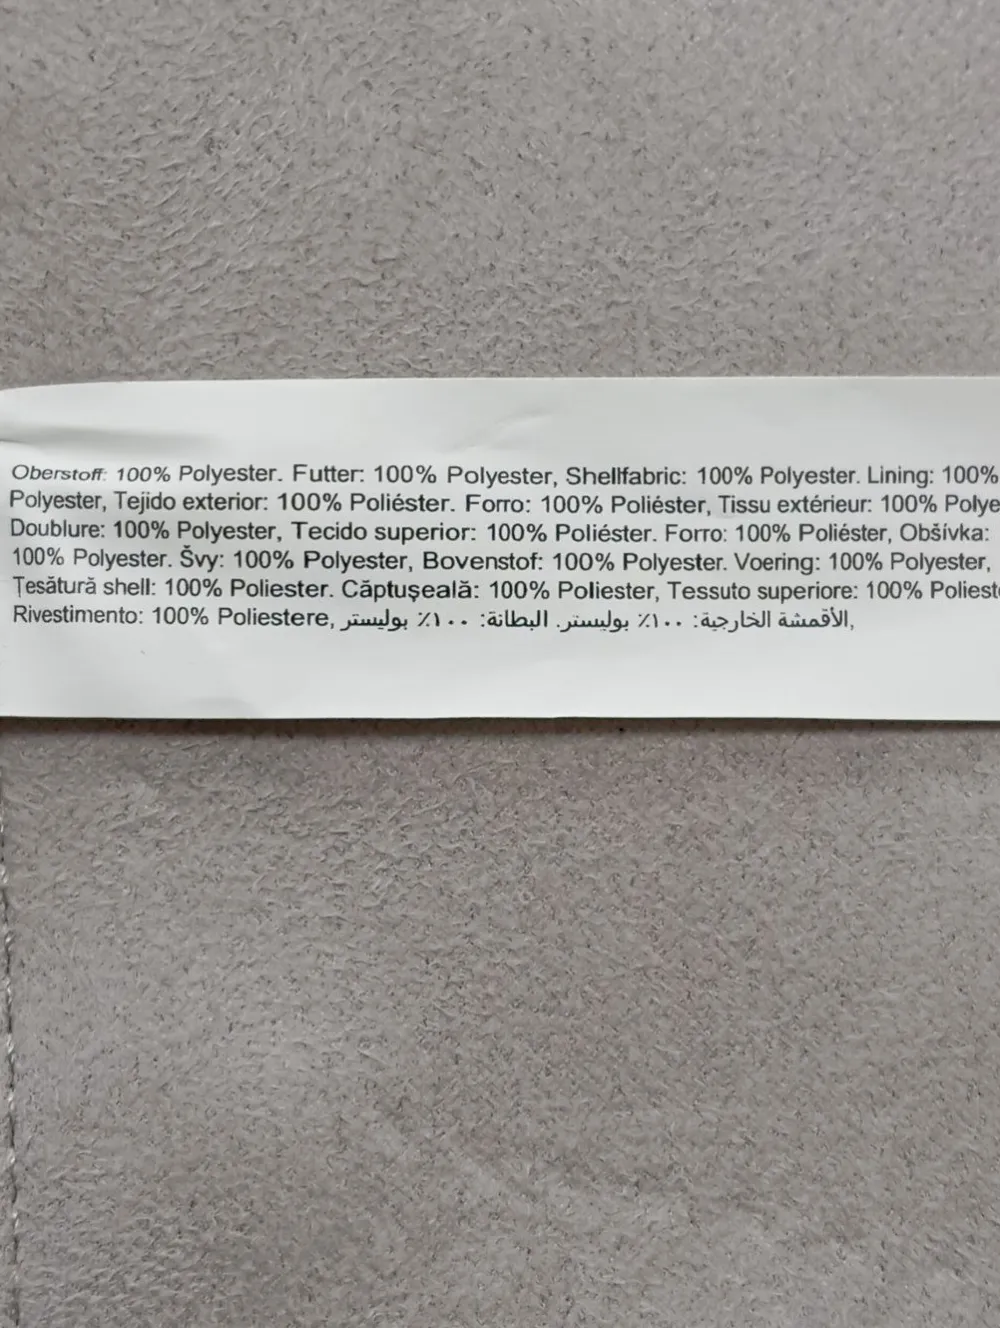 Oberstoff: 100% Polyester. Futter: 100% Polyester, Shellfabric: 100% Polyester. Lining: 100%
Polyester, Tejido exterior: 100% Poliéster. Forro: 100% Poliéster, Tissu extérieur: 100% Polye
Doublure: 100% Polyester, Tecido superior: 100% Poliéster. Forro: 100% Poliéster, Obšívka:
100% Polyester. Švy: 100% Polyester, Bovenstof: 100% Polyester. Voering: 100% Polyester,
Țesătură shell: 100% Poliester. Căptușeală: 100% Poliester, Tessuto superiore: 100% Polieste
Rivestimento: 100% Poliestere, الأقمشة الخارجية: ١٠٠٪ بوليستر. البطانة: ١٠٠٪ بوليستر,